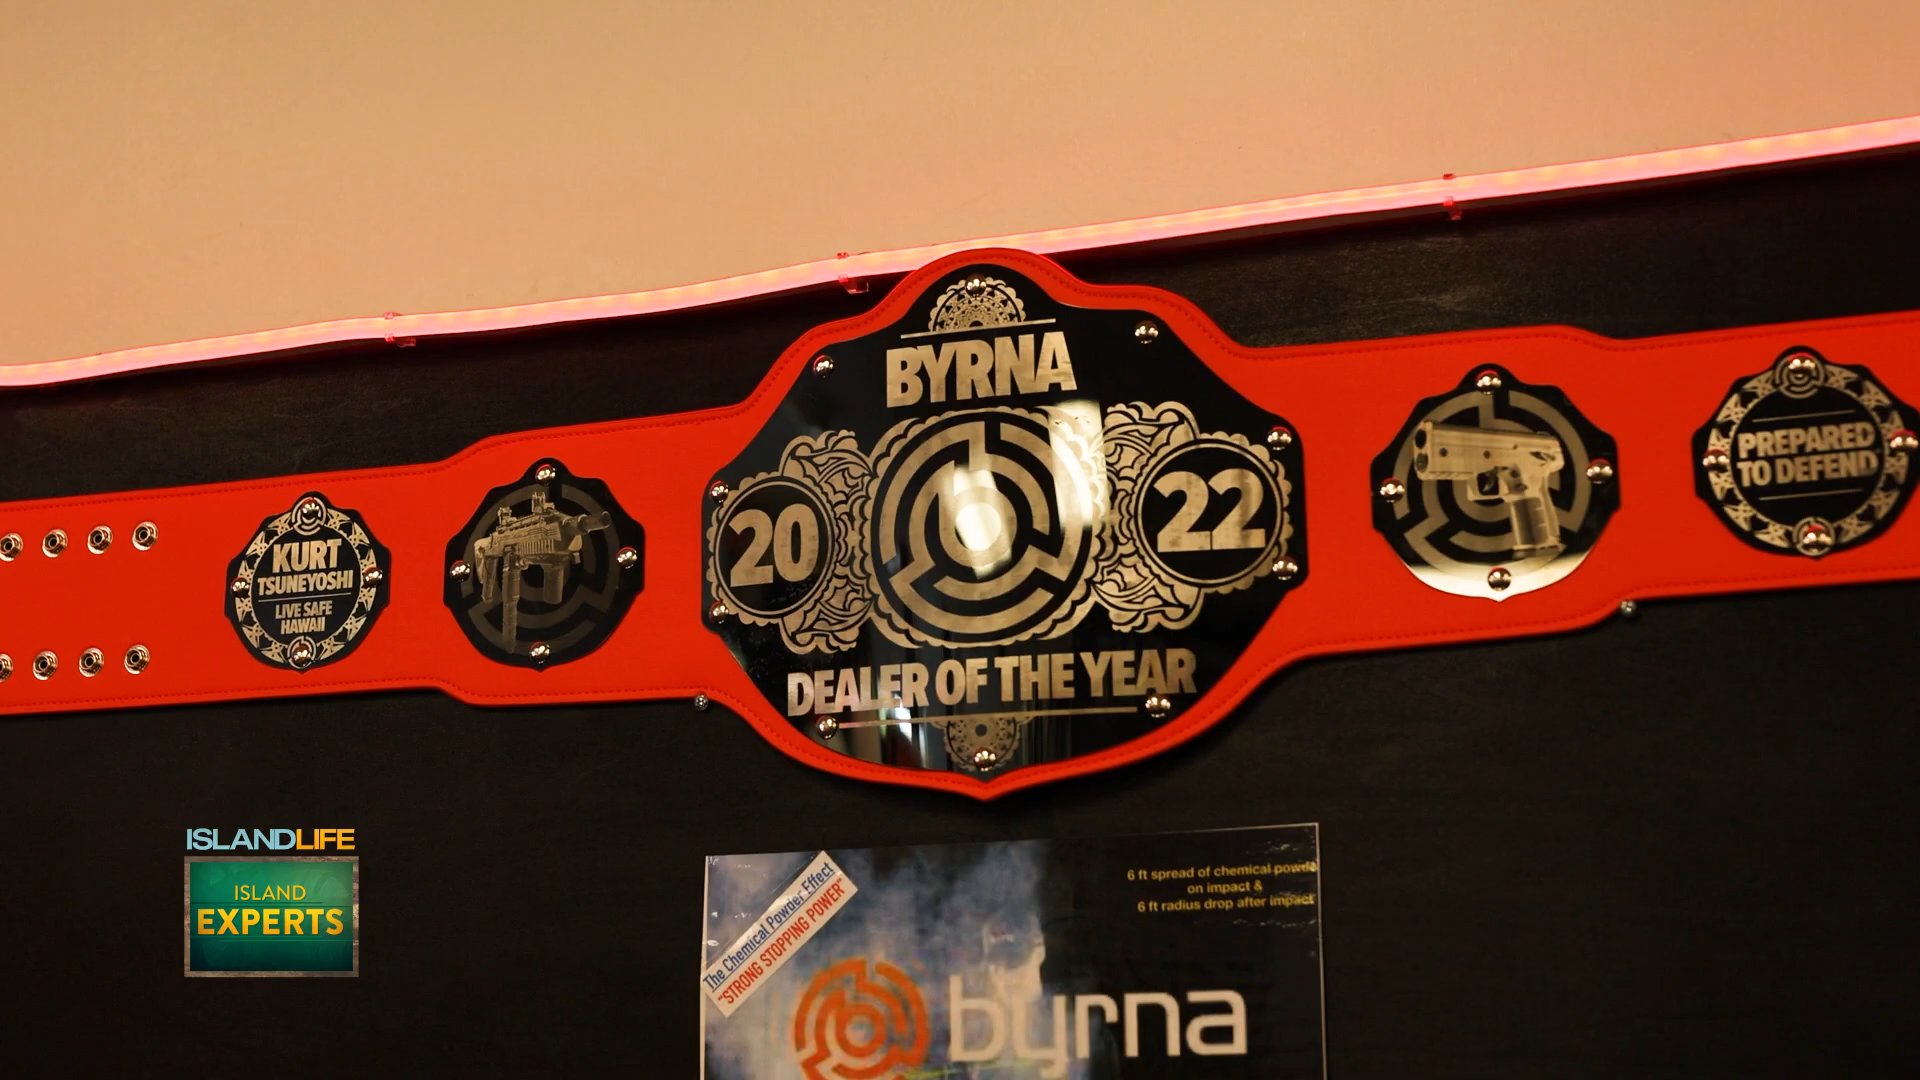 BYRNA
20
22
DEALER OF THE YEAR
KURT
TSUNEYOSHI
LIVE SAFE
HAWAII
PREPARED
TO DEFEND
ISLANDLIFE
ISLAND
EXPERTS
The Chemical Powder Effect
"STRONG STOPPING POWER"
6 ft spread of chemical powde
on impact &
6 ft radius drop after impact
byrna